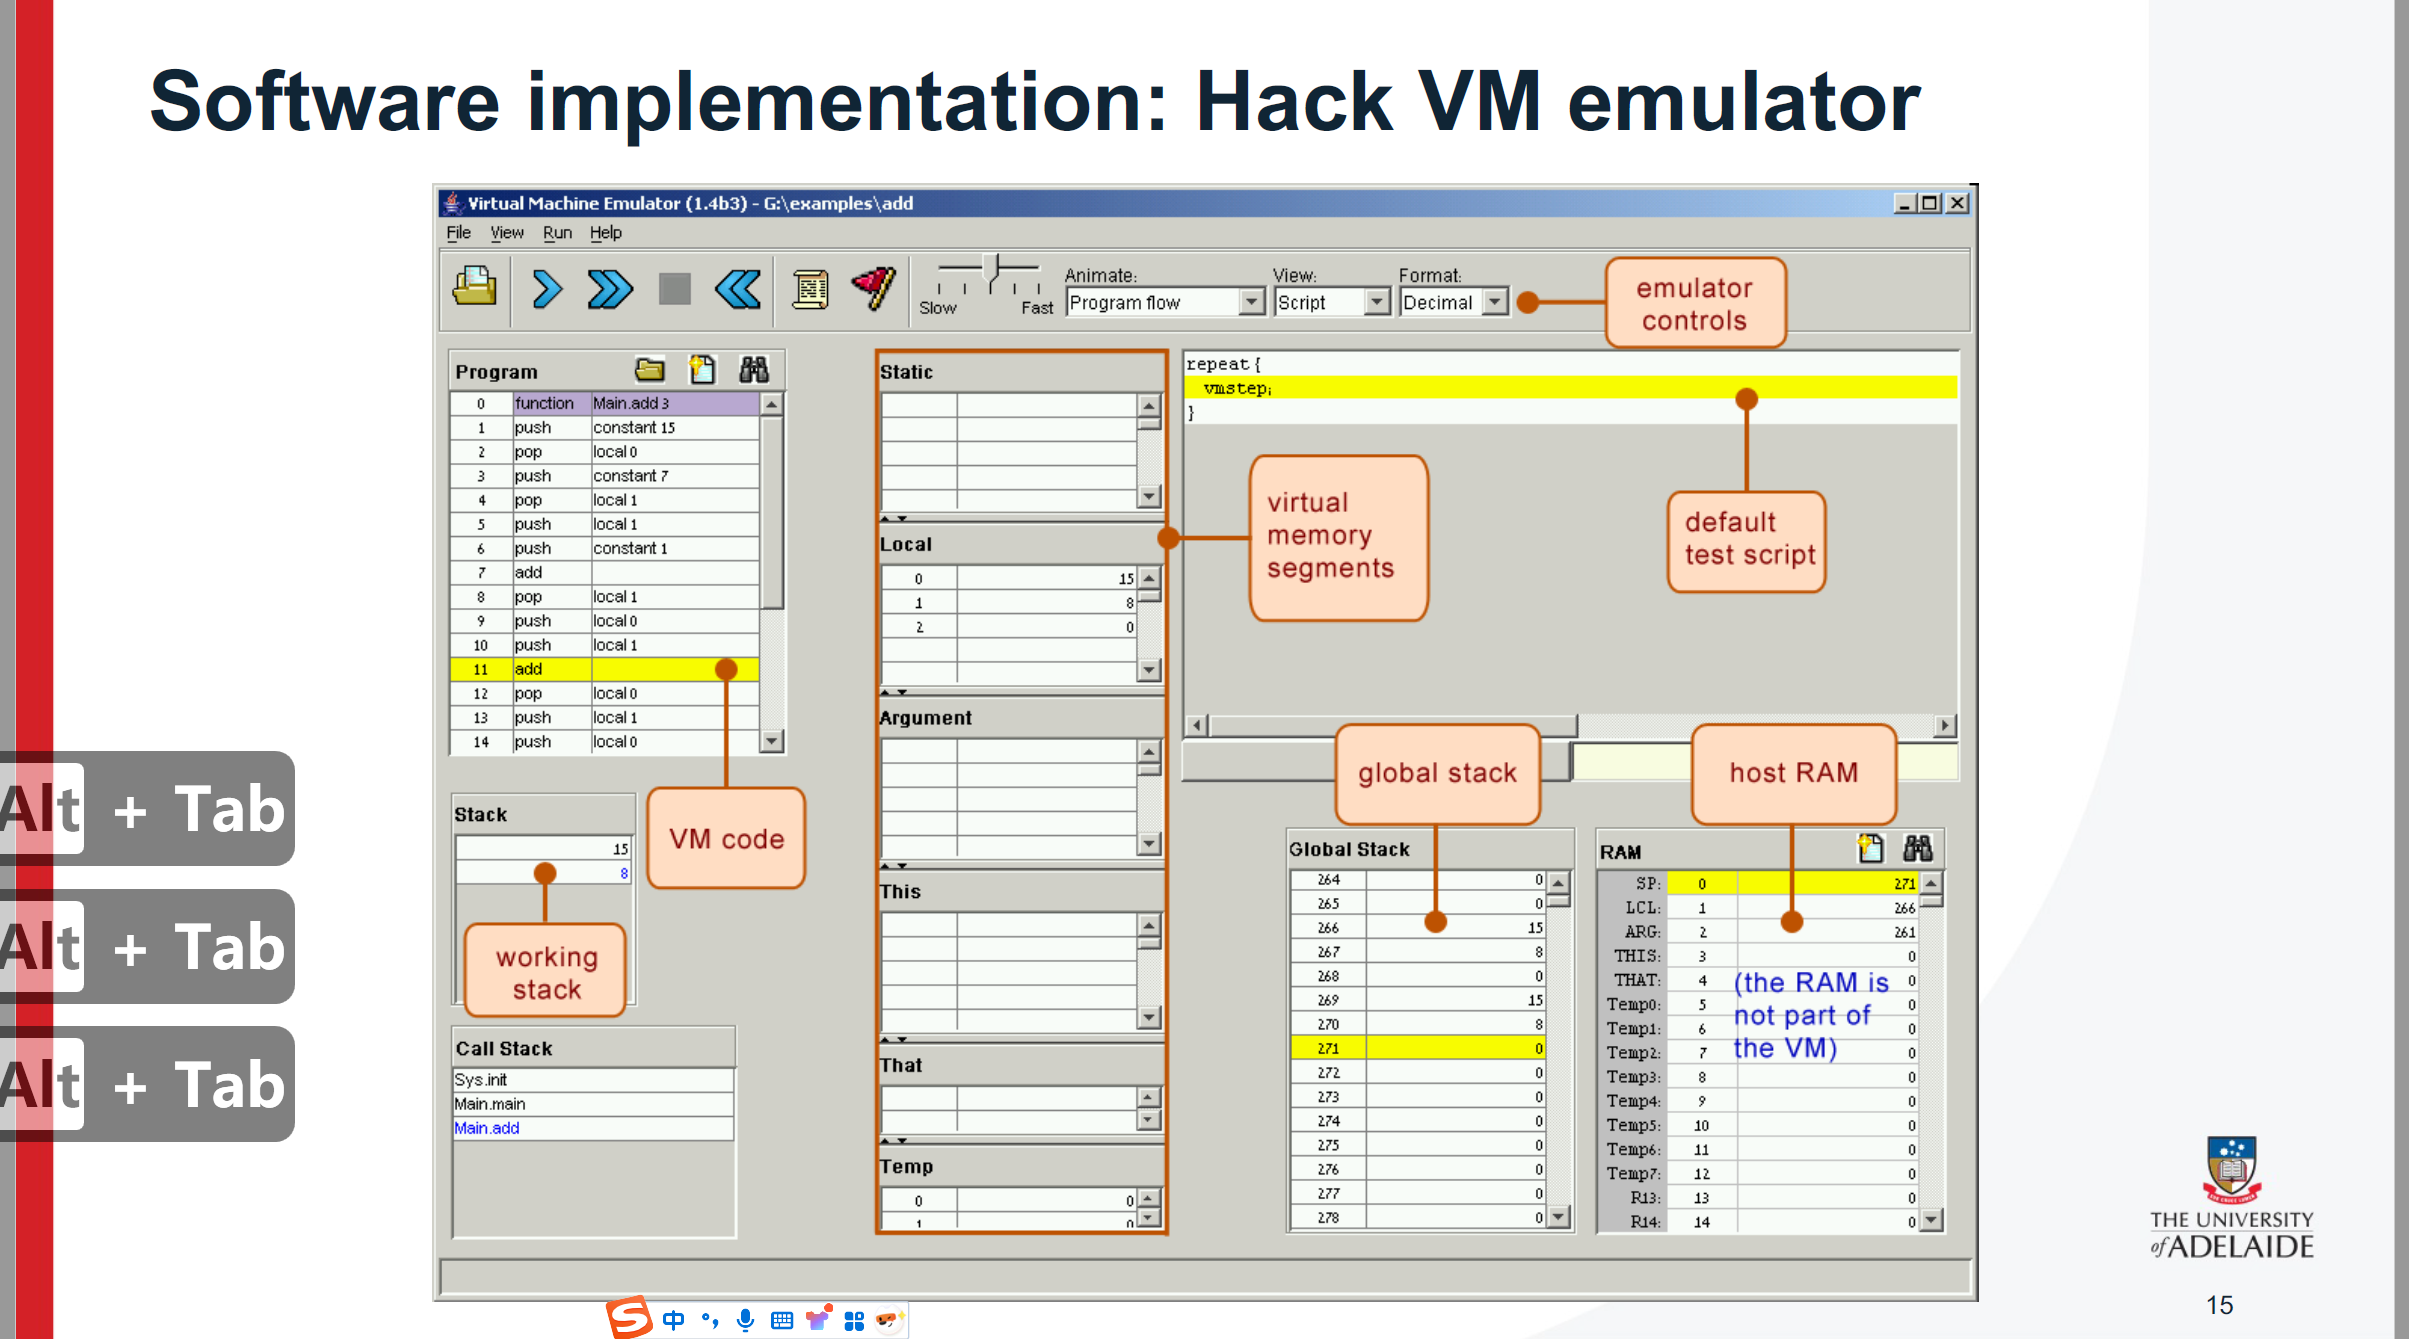 Software implementation: Hack VM emulator
Virtual Machine Emulator (1.4b3) - G:\examples\add
File View Run Help
Slow Fast
Animate:
Program flow
View:
Script
Format:
Decimal
emulator
controls
Program
0 function Main.add 3
1 push constant 15
2 pop local 0
3 push constant 7
4 pop local 1
5 push local 1
6 push constant 1
7 add
8 pop local 1
9 push local 0
10 push local 1
11 add
12 pop local 0
13 push local 1
14 push local 0
VM code
Stack
15
8
working
stack
Call Stack
Sys.init
Main.main
Main.add
Static
Local
0 15
1 8
2 0
Argument
This
That
Temp
0 0
1 0
virtual
memory
segments
repeat {
vmstep;
}
default
test script
global stack
Global Stack
264 0
265 0
266 15
267 8
268 0
269 15
270 8
271 0
272 0
273 0
274 0
275 0
276 0
277 0
278 0
host RAM
RAM
SP: 0 271
LCL: 1 266
ARG: 2 261
THIS: 3 0
THAT: 4 0
Temp0: 5 0
Temp1: 6 0
Temp2: 7 0
Temp3: 8 0
Temp4: 9 0
Temp5: 10 0
Temp6: 11 0
Temp7: 12 0
R13: 13 0
R14: 14 0
(the RAM is
not part of
the VM)
Alt + Tab
Alt + Tab
Alt + Tab
THE UNIVERSITY
of ADELAIDE
15
S 中 °,